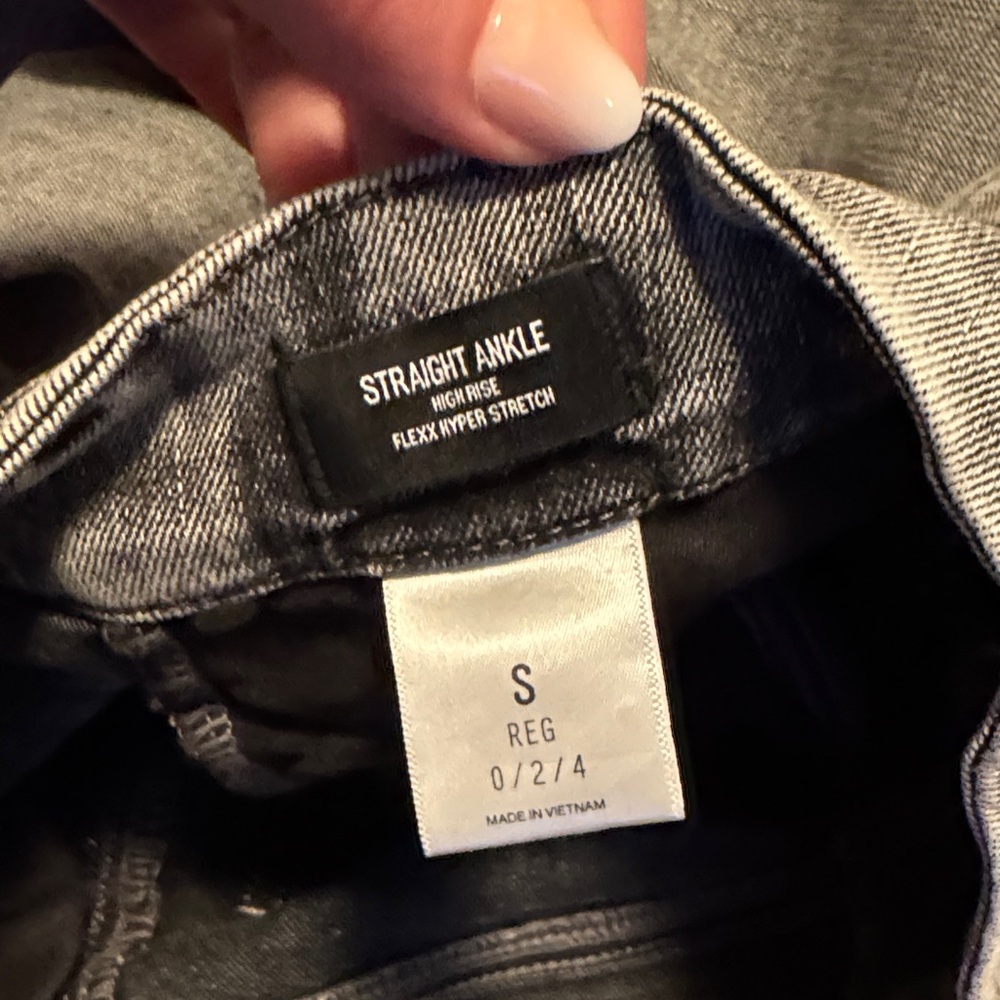 STRAIGHT ANKLE
HIGH RISE
FLEXX HYPER STRETCH
S
REG
0/2/4
MADE IN VIETNAM